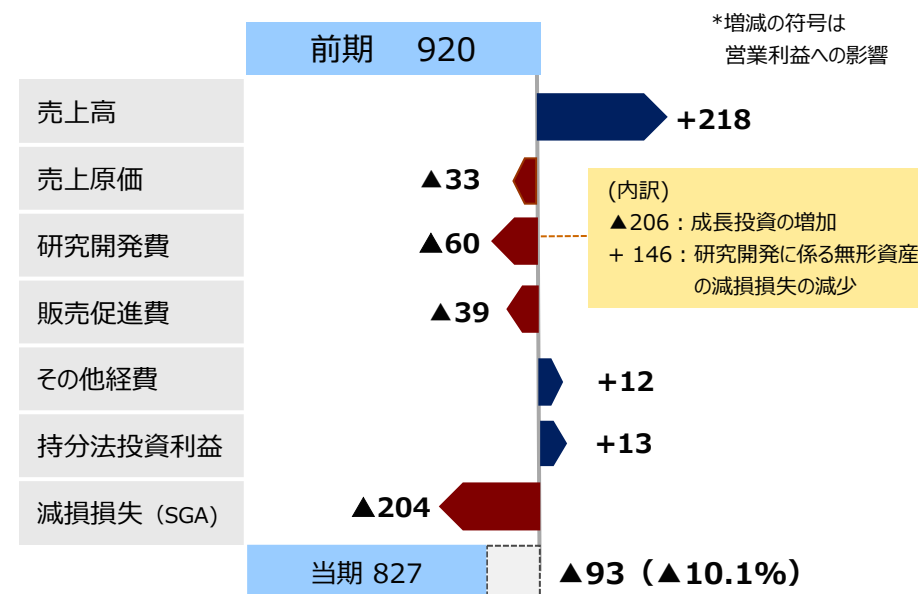 *増減の符号は
営業利益への影響
前期 920
売上高
+218
売上原価
▲33
(内訳)
▲206：成長投資の増加
+ 146：研究開発に係る無形資産
の減損損失の減少
研究開発費
▲60
販売促進費
▲39
その他経費
+12
持分法投資利益
+13
減損損失（SGA)
▲204
当期 827
▲93（▲10.1%）